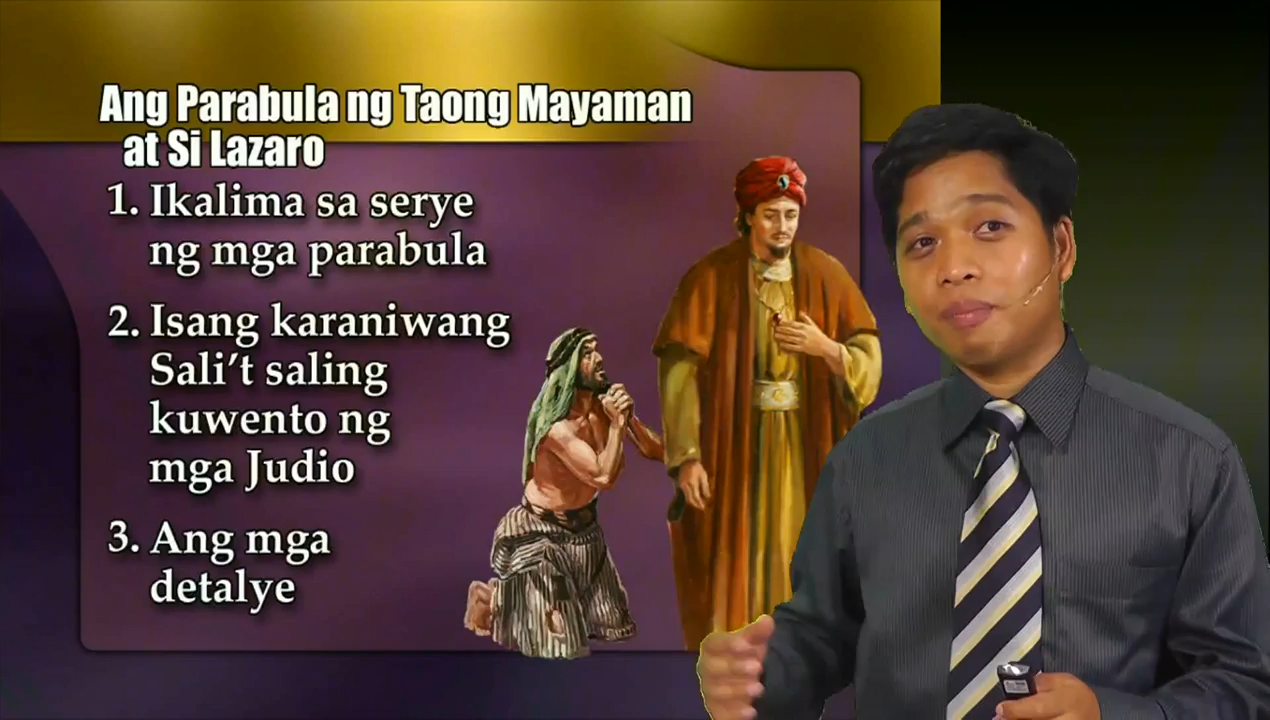 Ang Parabula ng Taong Mayaman
at Si Lazaro
1. Ikalima sa serye
ng mga parabula
2. Isang karaniwang
Sali't saling
kuwento ng
mga Judio
3. Ang mga
detalye